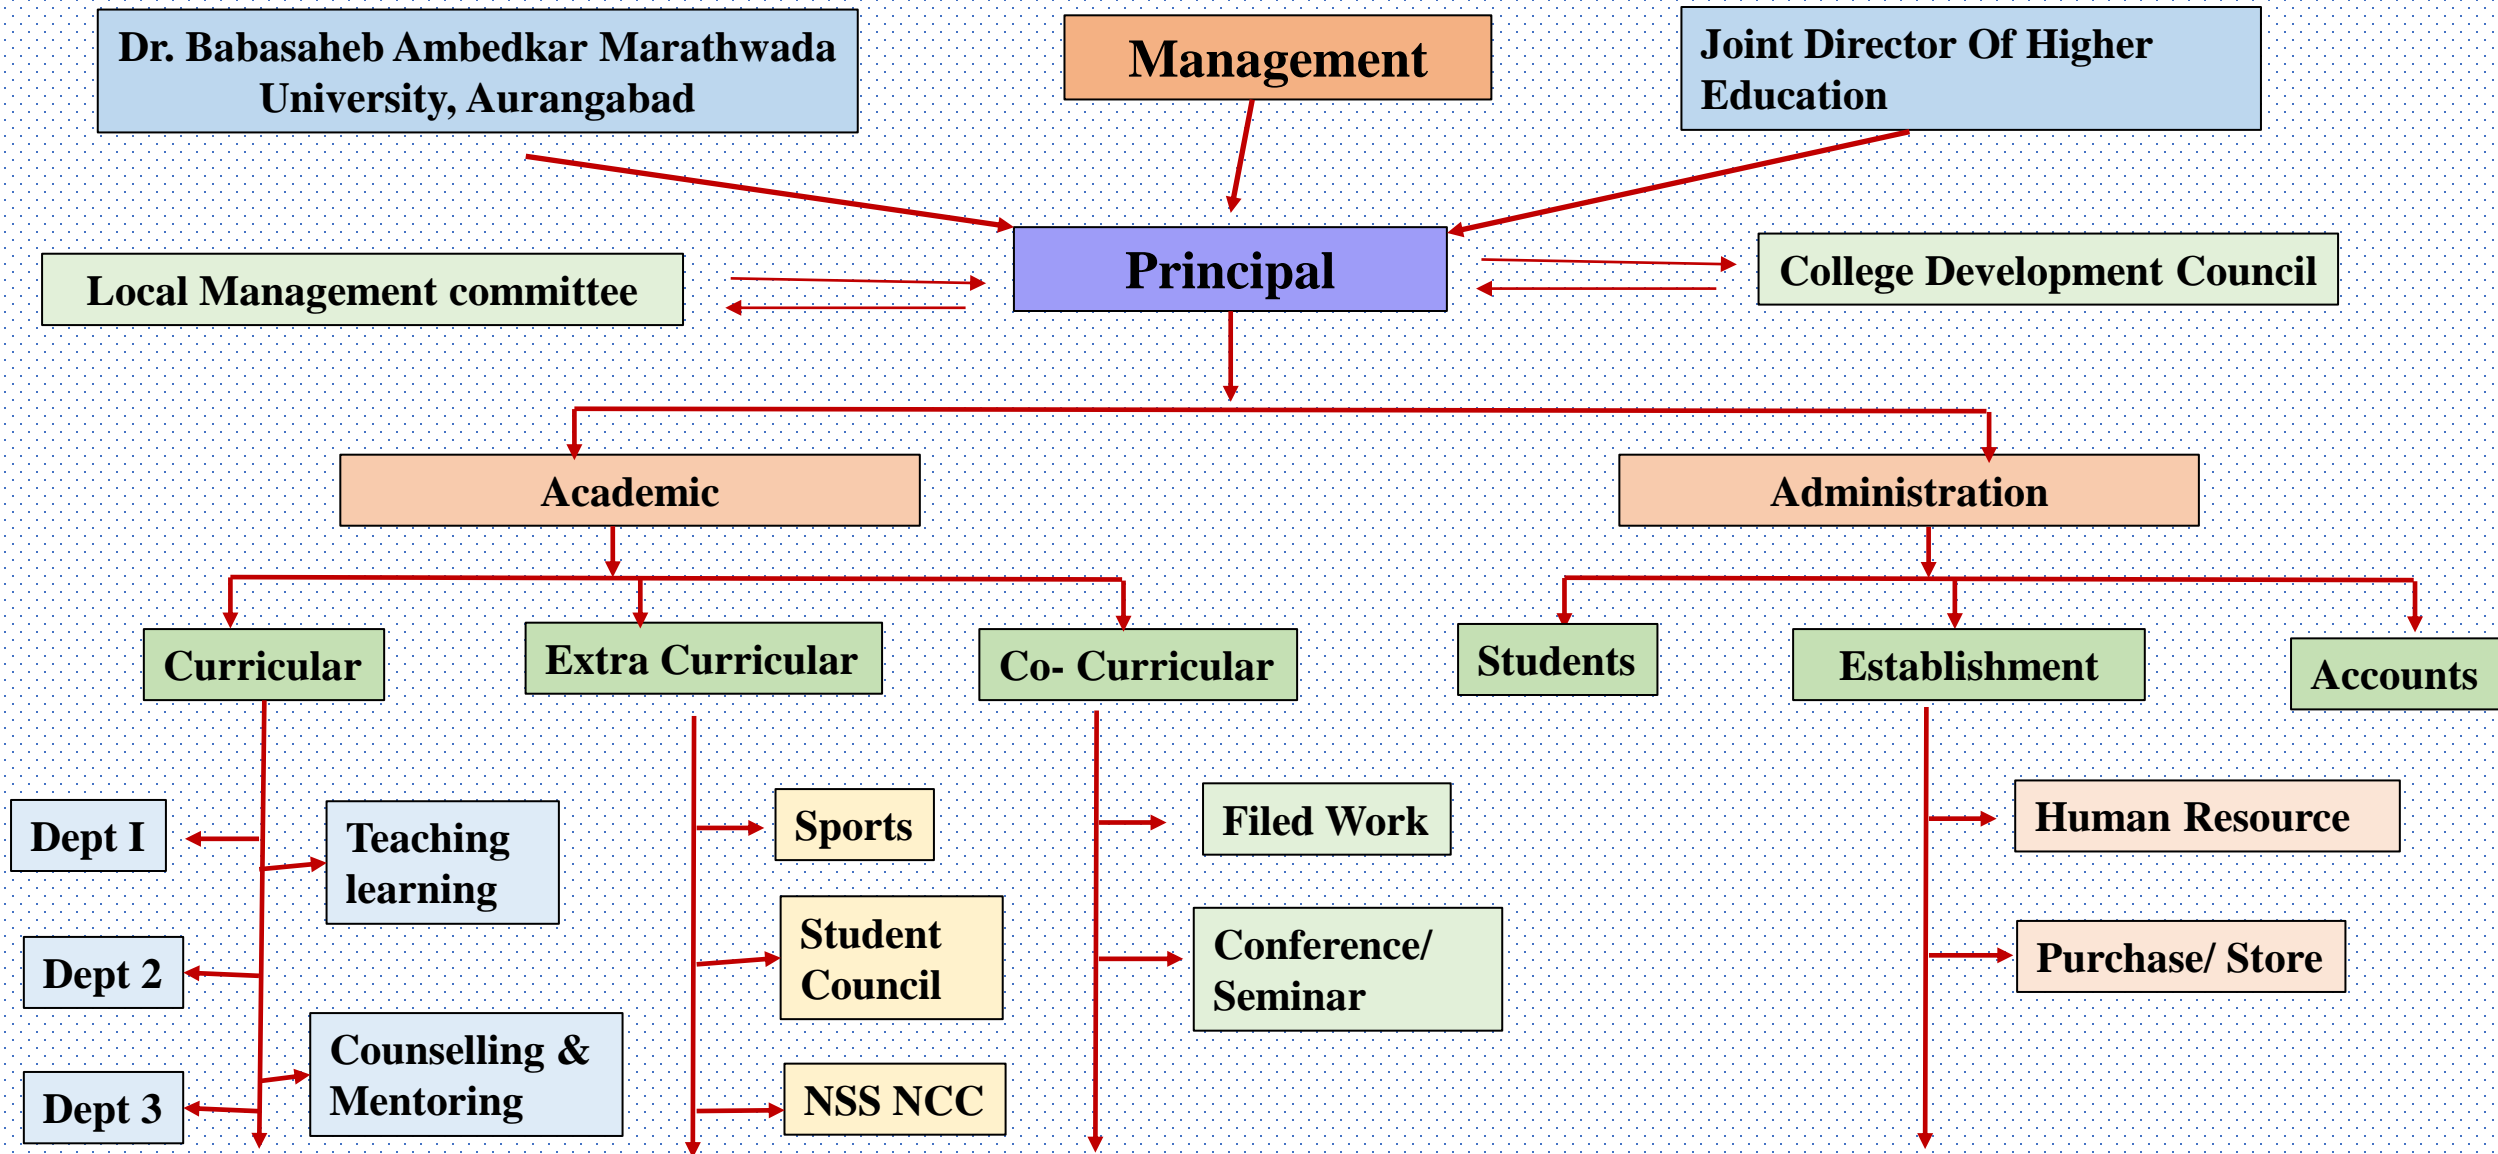 Dr. Babasaheb Ambedkar Marathwada
University, Aurangabad
Management
Joint Director Of Higher
Education
Local Management committee
Principal
College Development Council
Academic
Administration
Curricular
Extra Curricular
Co- Curricular
Students
Establishment
Accounts
Dept I
Teaching
learning
Sports
Filed Work
Human Resource
Dept 2
Student
Council
Conference/
Seminar
Purchase/ Store
Dept 3
Counselling &
Mentoring
NSS NCC